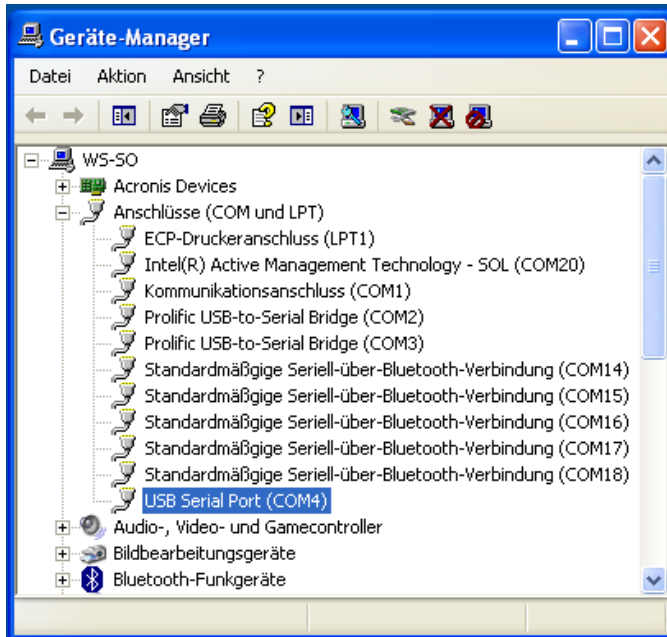 Geräte-Manager
Datei Aktion Ansicht ?
WS-SO
Acronis Devices
Anschlüsse (COM und LPT)
ECP-Druckeranschluss (LPT1)
Intel(R) Active Management Technology - SOL (COM20)
Kommunikationsanschluss (COM1)
Prolific USB-to-Serial Bridge (COM2)
Prolific USB-to-Serial Bridge (COM3)
Standardmäßgige Seriell-über-Bluetooth-Verbindung (COM14)
Standardmäßgige Seriell-über-Bluetooth-Verbindung (COM15)
Standardmäßgige Seriell-über-Bluetooth-Verbindung (COM16)
Standardmäßgige Seriell-über-Bluetooth-Verbindung (COM17)
Standardmäßgige Seriell-über-Bluetooth-Verbindung (COM18)
USB Serial Port (COM4)
Audio-, Video- und Gamecontroller
Bildbearbeitungsgeräte
Bluetooth-Funkgeräte